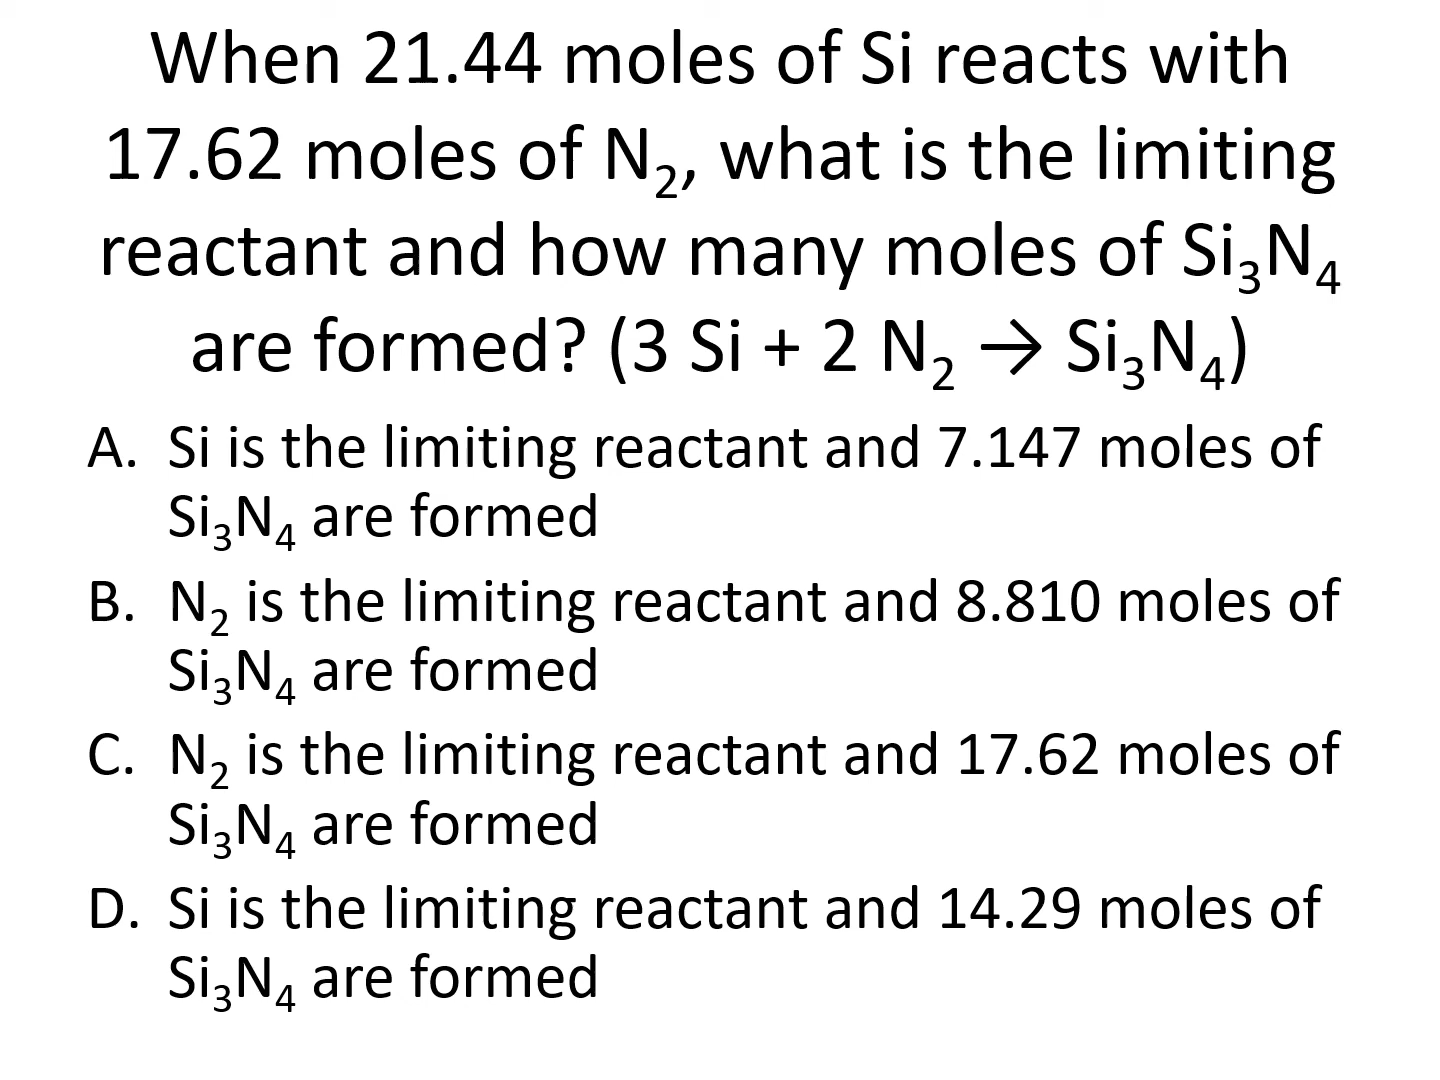 When 21.44 moles of Si reacts with
17.62 moles of N₂, what is the limiting
reactant and how many moles of Si₃N₄
are formed? (3 Si + 2 N₂ → Si₃N₄)
A. Si is the limiting reactant and 7.147 moles of
Si₃N₄ are formed
B. N₂ is the limiting reactant and 8.810 moles of
Si₃N₄ are formed
C. N₂ is the limiting reactant and 17.62 moles of
Si₃N₄ are formed
D. Si is the limiting reactant and 14.29 moles of
Si₃N₄ are formed